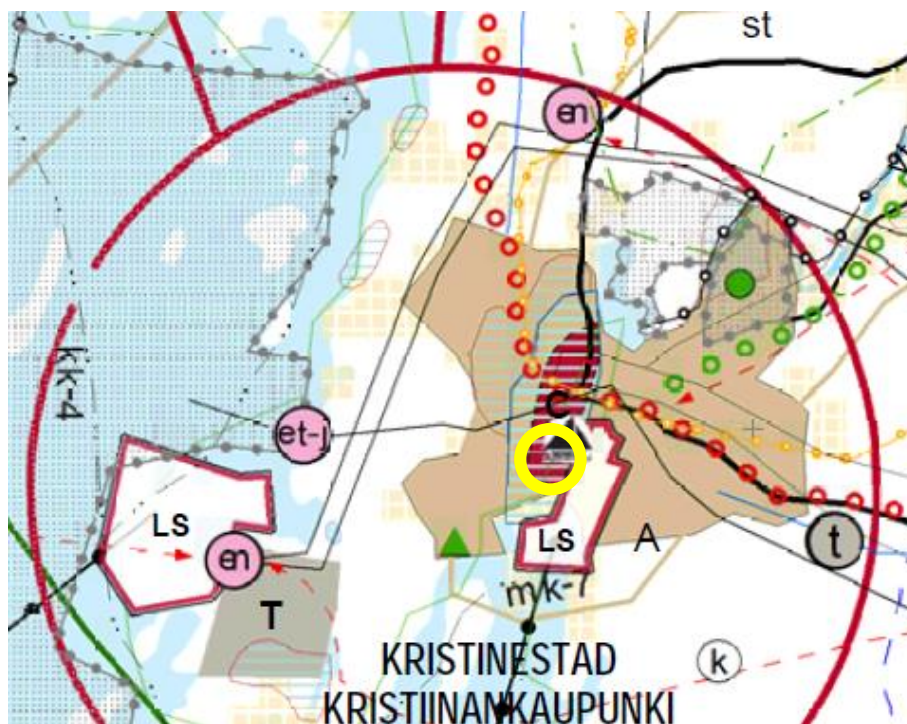 st
en
kk-4
C
et-j
LS
en
T
LS
A
t
mk-7
k
KRISTINESTAD
KRISTIINANKAUPUNKI